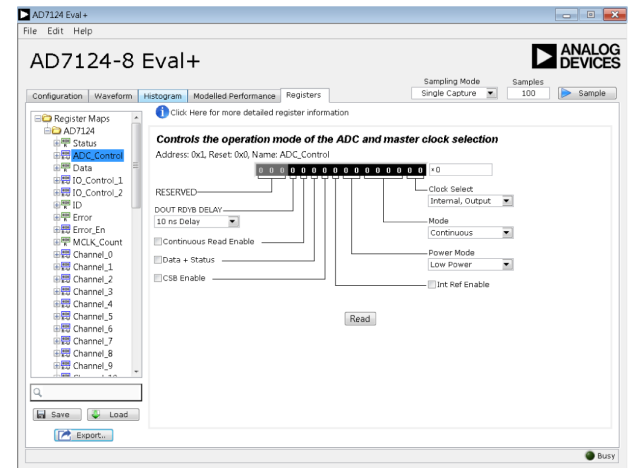 AD7124 Eval+
File Edit Help
AD7124-8 Eval+
ANALOG
DEVICES
Sampling Mode
Samples
Configuration Waveform Histogram Modelled Performance Registers
Single Capture
100
Sample
Click Here for more detailed register information
Register Maps
AD7124
Status
ADC_Control
Data
IO_Control_1
IO_Control_2
ID
Error
Error_En
MCLK_Count
Channel_0
Channel_1
Channel_2
Channel_3
Channel_4
Channel_5
Channel_6
Channel_7
Channel_8
Channel_9
Controls the operation mode of the ADC and master clock selection
Address: 0x1, Reset: 0x0, Name: ADC_Control
0 0 0 0 0 0 0 0 0 0 0 0 0 0 0 0
x0
RESERVED
DOUT RDYB DELAY
10 ns Delay
Continuous Read Enable
Data + Status
CSB Enable
Clock Select
Internal, Output
Mode
Continuous
Power Mode
Low Power
Int Ref Enable
Read
Save
Load
Export..
Busy